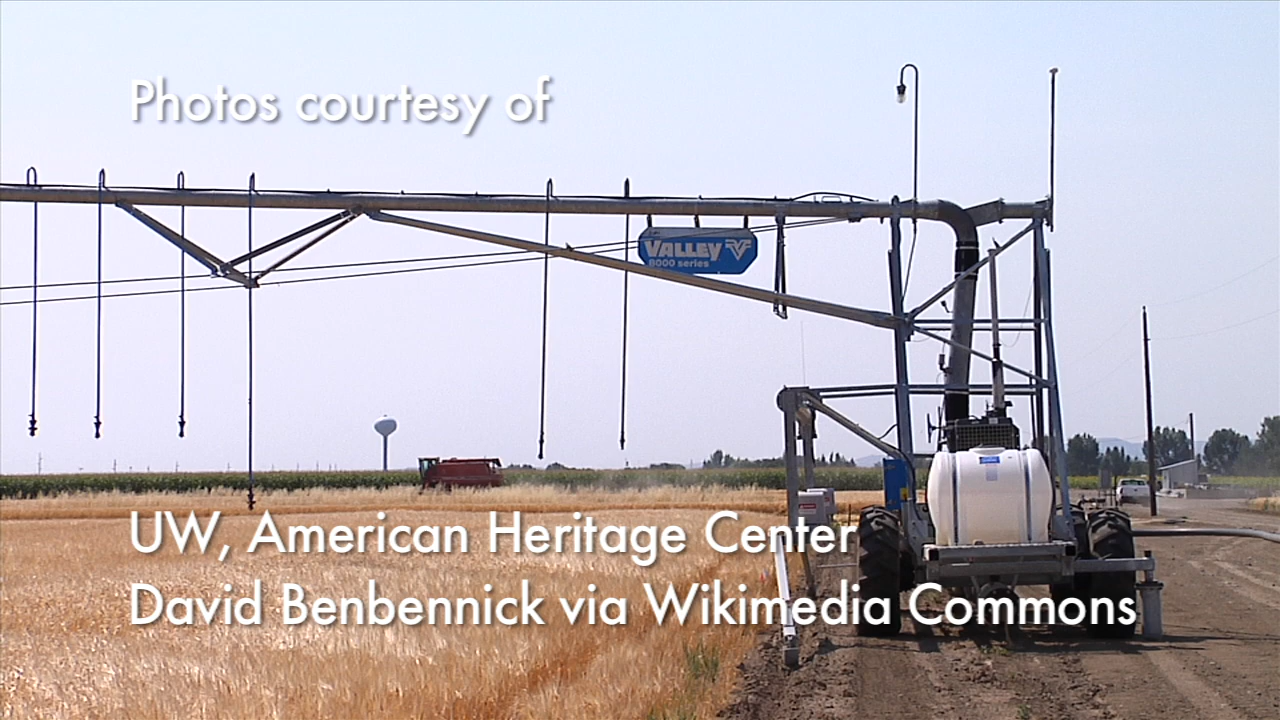 Photos courtesy of
VALLEY
8000 series
UW, American Heritage Center
David Benbennick via Wikimedia Commons